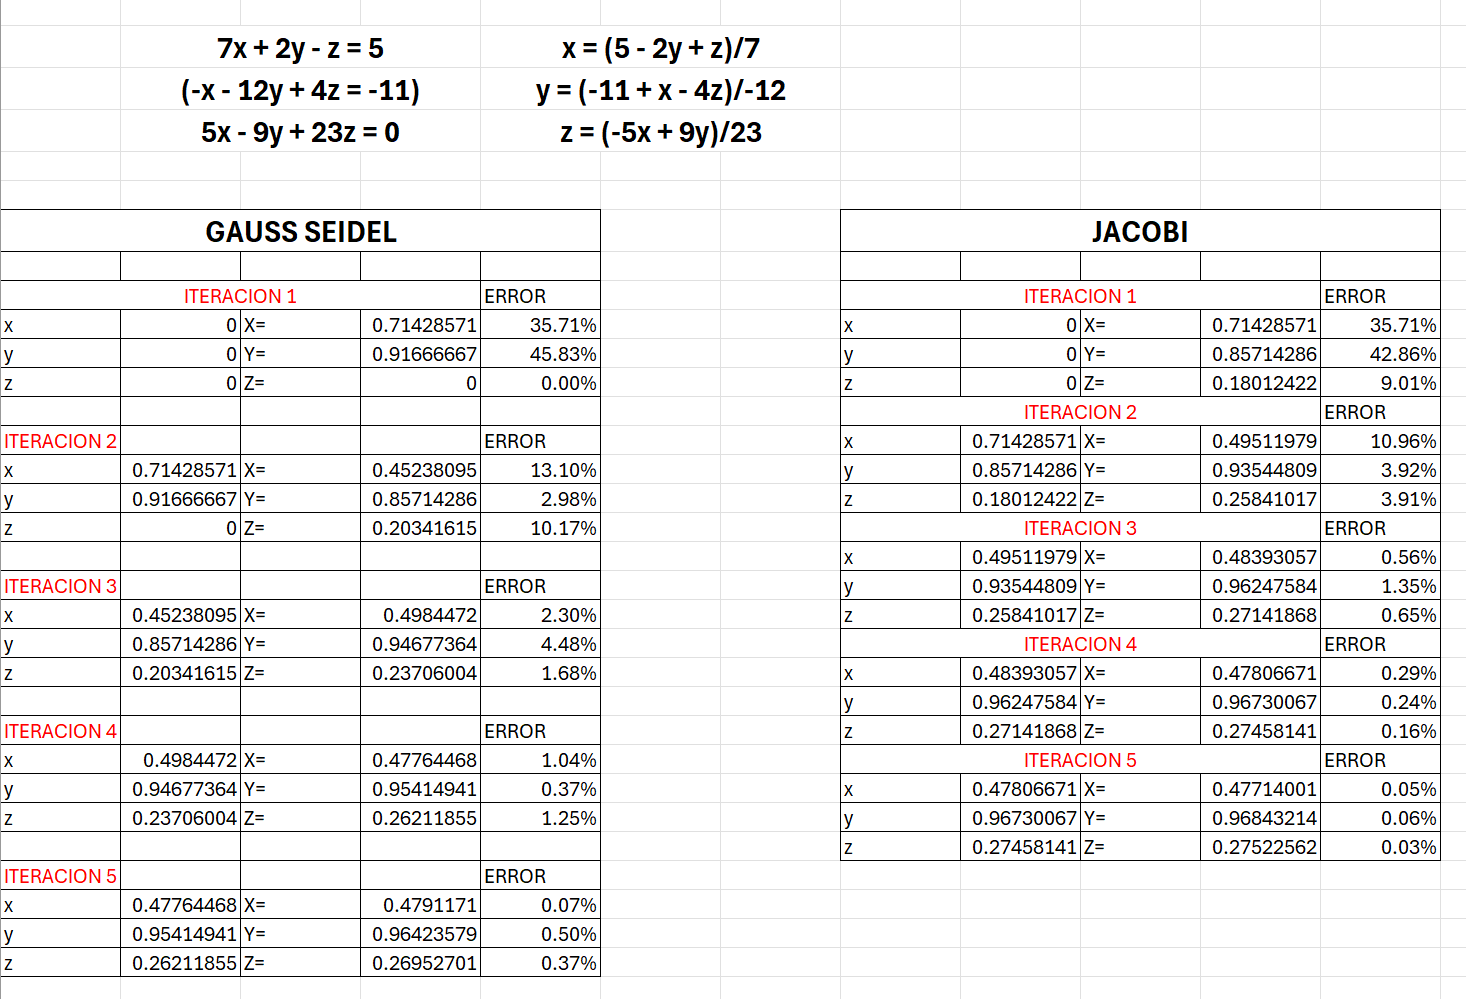 7x + 2y - z = 5 x = (5 - 2y + z)/7
(-x - 12y + 4z = -11) y = (-11 + x - 4z)/-12
5x - 9y + 23z = 0 z = (-5x + 9y)/23
GAUSS SEIDEL
ITERACION 1 ERROR
x 0 X= 0.71428571 35.71%
y 0 Y= 0.91666667 45.83%
z 0 Z= 0 0.00%
ITERACION 2 ERROR
x 0.71428571 X= 0.45238095 13.10%
y 0.91666667 Y= 0.85714286 2.98%
z 0 Z= 0.20341615 10.17%
ITERACION 3 ERROR
x 0.45238095 X= 0.4984472 2.30%
y 0.85714286 Y= 0.94677364 4.48%
z 0.20341615 Z= 0.23706004 1.68%
ITERACION 4 ERROR
x 0.4984472 X= 0.47764468 1.04%
y 0.94677364 Y= 0.95414941 0.37%
z 0.23706004 Z= 0.26211855 1.25%
ITERACION 5 ERROR
x 0.47764468 X= 0.4791171 0.07%
y 0.95414941 Y= 0.96423579 0.50%
z 0.26211855 Z= 0.26952701 0.37%
JACOBI
ITERACION 1 ERROR
x 0 X= 0.71428571 35.71%
y 0 Y= 0.85714286 42.86%
z 0 Z= 0.18012422 9.01%
ITERACION 2 ERROR
x 0.71428571 X= 0.49511979 10.96%
y 0.85714286 Y= 0.93544809 3.92%
z 0.18012422 Z= 0.25841017 3.91%
ITERACION 3 ERROR
x 0.49511979 X= 0.48393057 0.56%
y 0.93544809 Y= 0.96247584 1.35%
z 0.25841017 Z= 0.27141868 0.65%
ITERACION 4 ERROR
x 0.48393057 X= 0.47806671 0.29%
y 0.96247584 Y= 0.96730067 0.24%
z 0.27141868 Z= 0.27458141 0.16%
ITERACION 5 ERROR
x 0.47806671 X= 0.47714001 0.05%
y 0.96730067 Y= 0.96843214 0.06%
z 0.27458141 Z= 0.27522562 0.03%